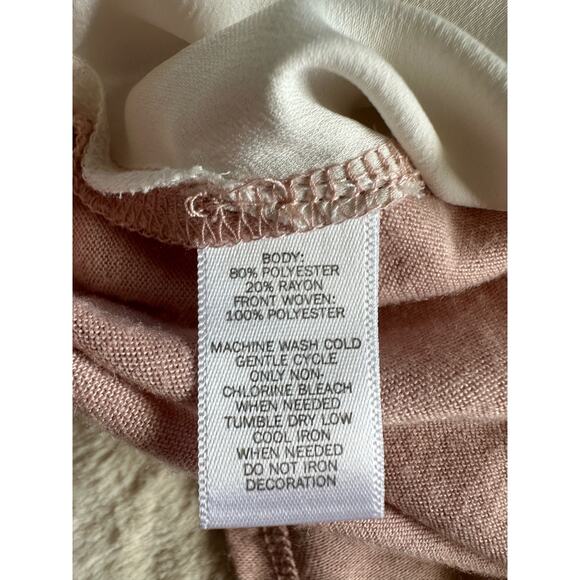 BODY:
80% POLYESTER
20% RAYON
FRONT WOVEN:
100% POLYESTER
MACHINE WASH COLD
GENTLE CYCLE
ONLY NON.
CHLORINE BLEACH
WHEN NEEDED
TUMBLE DRY LOW
COOL IRON
WHEN NEEDED
DO NOT IRON
DECORATION